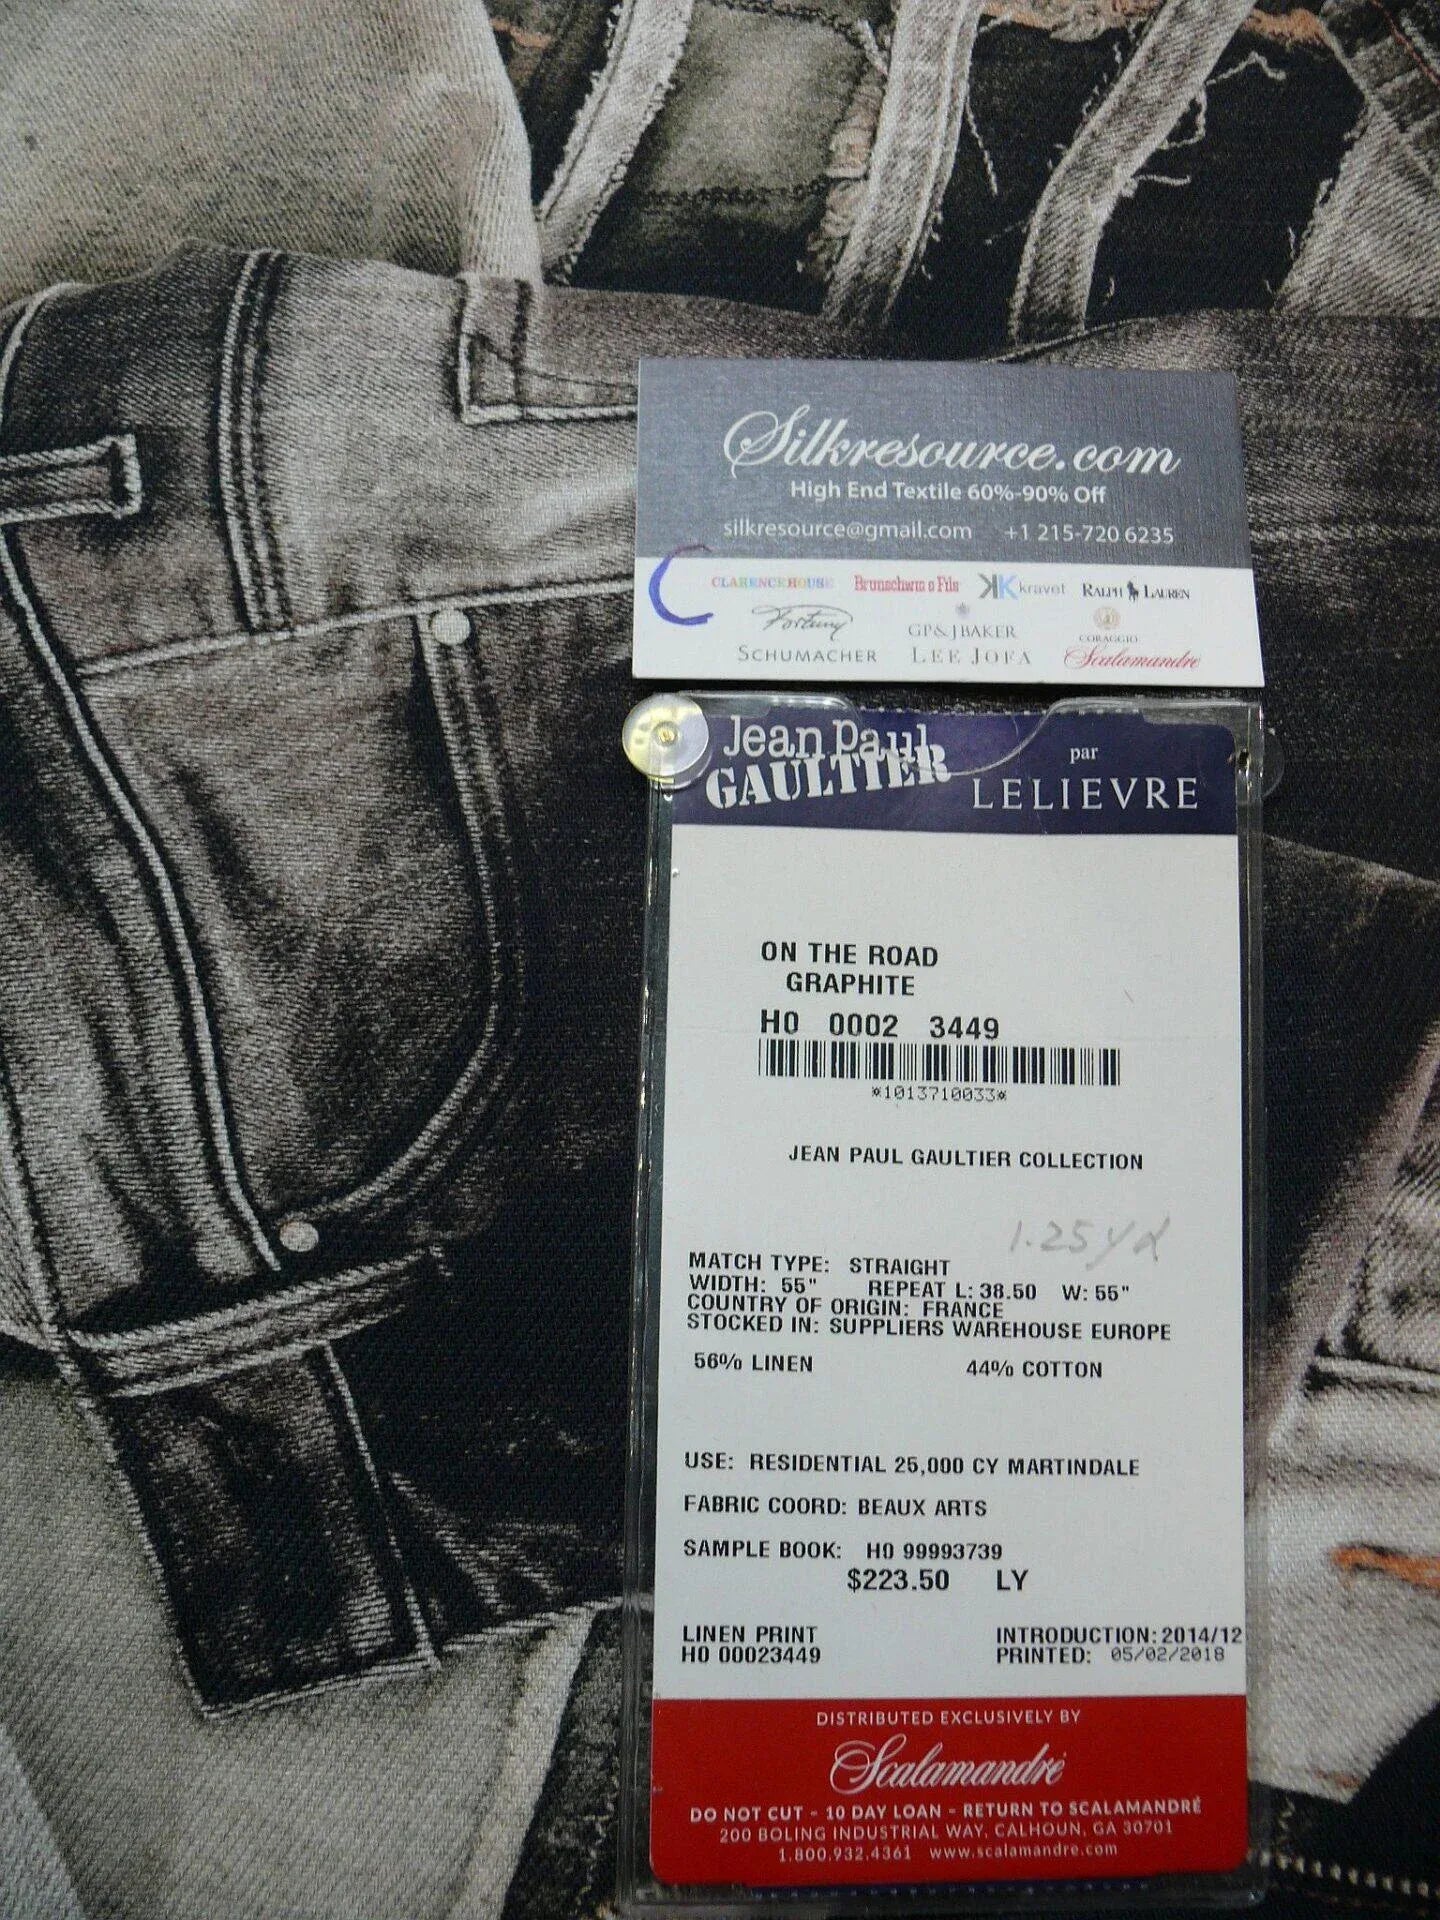 Silkresource.com
High End Textile 60%-90% Off
silkresource@gmail.com +1 215-720 6235
C
CLARENCE HOUSE Brunschwig & Fils kravet RALPH LAUREN
Fortuny GP & J BAKER CORAGGIO
SCHUMACHER LEE JOFA Scalamandré
Jean Paul
GAULTIER
par
LELIEVRE
ON THE ROAD
GRAPHITE
H0 0002 3449
*1013710033*
JEAN PAUL GAULTIER COLLECTION
1.25yd
MATCH TYPE: STRAIGHT
WIDTH: 55" REPEAT L: 38.50 W: 55"
COUNTRY OF ORIGIN: FRANCE
STOCKED IN: SUPPLIERS WAREHOUSE EUROPE
56% LINEN 44% COTTON
USE: RESIDENTIAL 25,000 CY MARTINDALE
FABRIC COORD: BEAUX ARTS
SAMPLE BOOK: H0 99993739
$223.50 LY
LINEN PRINT INTRODUCTION: 2014/12
H0 00023449 PRINTED: 05/02/2018
DISTRIBUTED EXCLUSIVELY BY
Scalamandré
DO NOT CUT - 10 DAY LOAN - RETURN TO SCALAMANDRÉ
200 BOLING INDUSTRIAL WAY, CALHOUN, GA 30701
1.800.932.4361 www.scalamandre.com